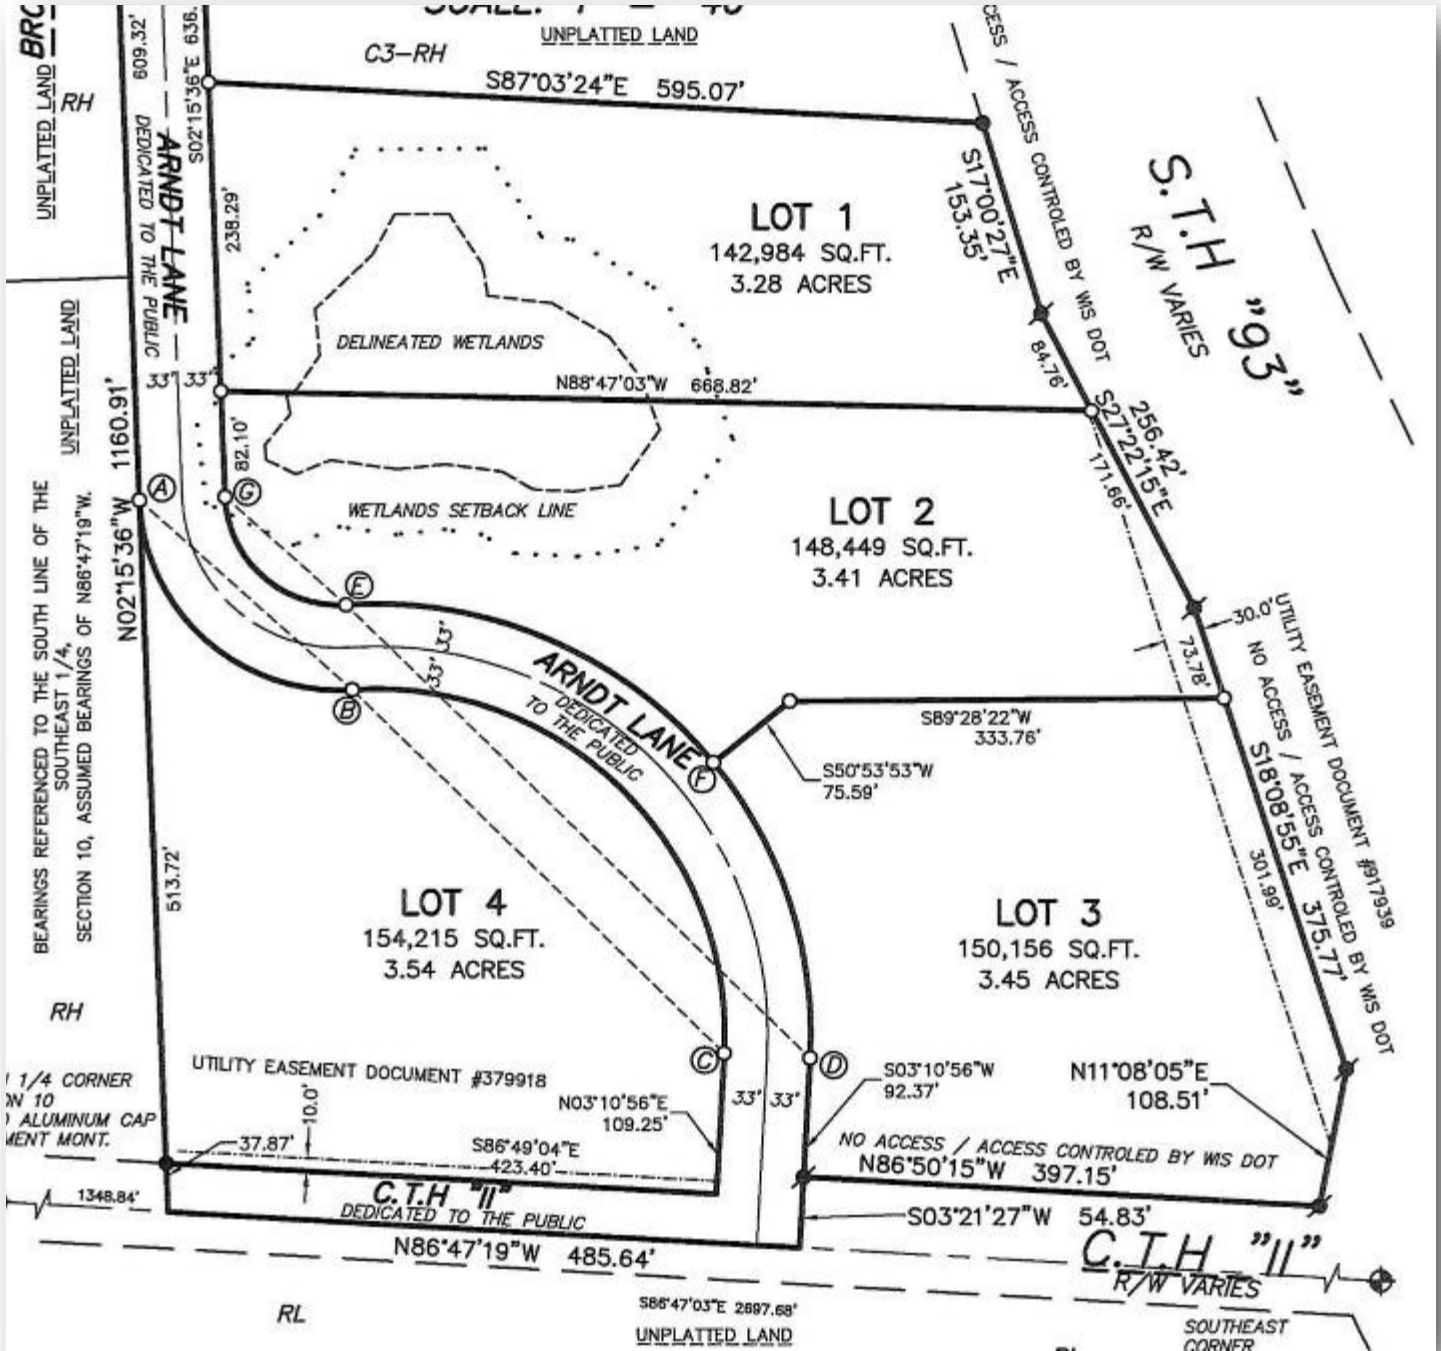 UNPLATTED LAND
C3-RH
S87°03'24"E 595.07'
UNPLATTED LAND
RH
609.32'
DEDICATED TO THE PUBLIC
ARNDT LANE
S02°15'36"E
238.29'
ACCESS CONTROLED BY WIS DOT
S.T.H "93"
R/W VARIES
S17°00'27"E
153.35'
LOT 1
142,984 SQ.FT.
3.28 ACRES
DELINEATED WETLANDS
84.76'
33' 33'
N88°47'03"W 668.82'
256.42'
S27°22'15"E
171.66'
UNPLATTED LAND
1160.91'
N02°15'36"W
82.10'
A
G
WETLANDS SETBACK LINE
LOT 2
148,449 SQ.FT.
3.41 ACRES
BEARINGS REFERENCED TO THE SOUTH LINE OF THE
SOUTHEAST 1/4,
SECTION 10, ASSUMED BEARINGS OF N86°47'19"W.
E
33' 33'
B
ARNDT LANE
DEDICATED
TO THE PUBLIC
F
30.0'
UTILITY EASEMENT DOCUMENT #917939
NO ACCESS / ACCESS CONTROLED BY WIS DOT
73.78'
S89°28'22"W
333.76'
S50°53'53"W
75.59'
S18°08'55"E 375.77'
301.99'
513.72'
LOT 4
154,215 SQ.FT.
3.54 ACRES
LOT 3
150,156 SQ.FT.
3.45 ACRES
RH
1/4 CORNER
10
ALUMINUM CAP
MONT.
UTILITY EASEMENT DOCUMENT #379918
10.0'
C
D
N03°10'56"E
109.25'
33' 33'
S03°10'56"W
92.37'
N11°08'05"E
108.51'
37.87'
S86°49'04"E
423.40'
NO ACCESS / ACCESS CONTROLED BY WIS DOT
N86°50'15"W 397.15'
1348.84'
C.T.H "II"
DEDICATED TO THE PUBLIC
S03°21'27"W 54.83'
N86°47'19"W 485.64'
C.T.H "II"
R/W VARIES
RL
S86°47'03"E 2697.68'
UNPLATTED LAND
SOUTHEAST
CORNER